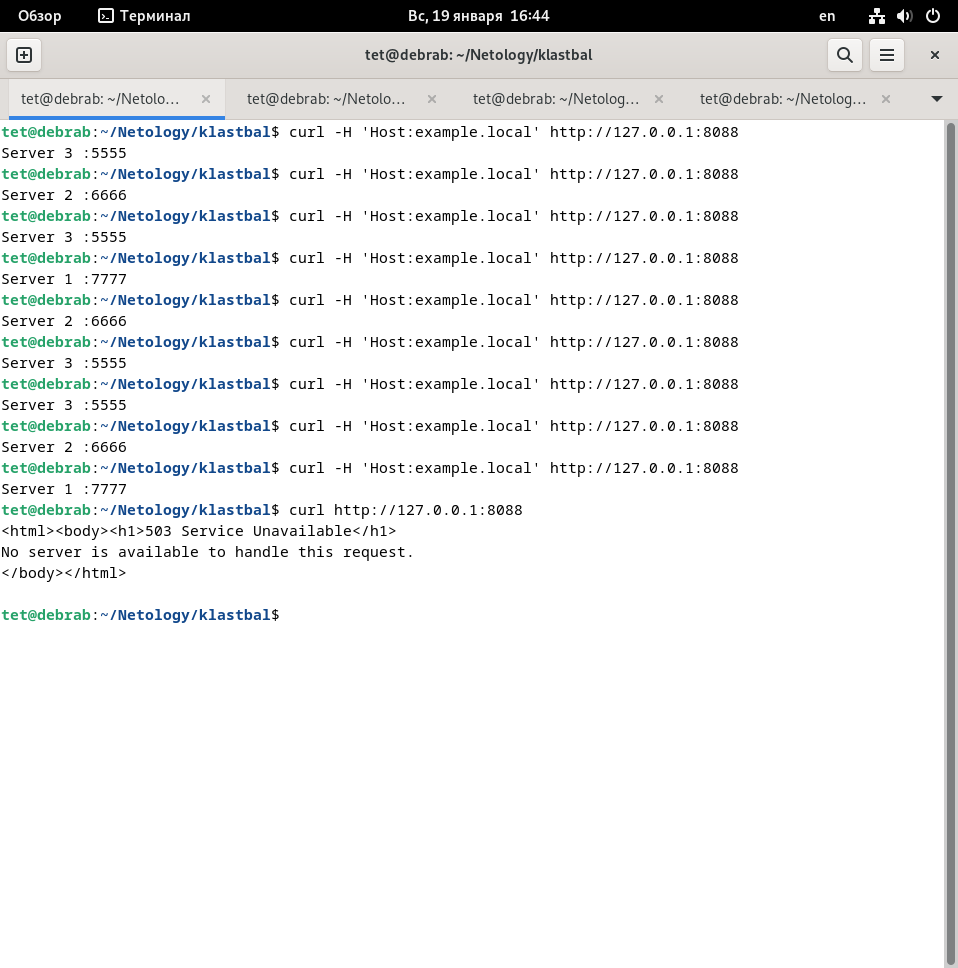 Обзор Терминал Вс, 19 января 16:44 en
tet@debrab: ~/Netology/klastbal
tet@debrab: ~/Netolo… tet@debrab: ~/Netolo… tet@debrab: ~/Netolog… tet@debrab: ~/Netolog…
tet@debrab:~/Netology/klastbal$ curl -H 'Host:example.local' http://127.0.0.1:8088
Server 3 :5555
tet@debrab:~/Netology/klastbal$ curl -H 'Host:example.local' http://127.0.0.1:8088
Server 2 :6666
tet@debrab:~/Netology/klastbal$ curl -H 'Host:example.local' http://127.0.0.1:8088
Server 3 :5555
tet@debrab:~/Netology/klastbal$ curl -H 'Host:example.local' http://127.0.0.1:8088
Server 1 :7777
tet@debrab:~/Netology/klastbal$ curl -H 'Host:example.local' http://127.0.0.1:8088
Server 2 :6666
tet@debrab:~/Netology/klastbal$ curl -H 'Host:example.local' http://127.0.0.1:8088
Server 3 :5555
tet@debrab:~/Netology/klastbal$ curl -H 'Host:example.local' http://127.0.0.1:8088
Server 3 :5555
tet@debrab:~/Netology/klastbal$ curl -H 'Host:example.local' http://127.0.0.1:8088
Server 2 :6666
tet@debrab:~/Netology/klastbal$ curl -H 'Host:example.local' http://127.0.0.1:8088
Server 1 :7777
tet@debrab:~/Netology/klastbal$ curl http://127.0.0.1:8088
<html><body><h1>503 Service Unavailable</h1>
No server is available to handle this request.
</body></html>
tet@debrab:~/Netology/klastbal$